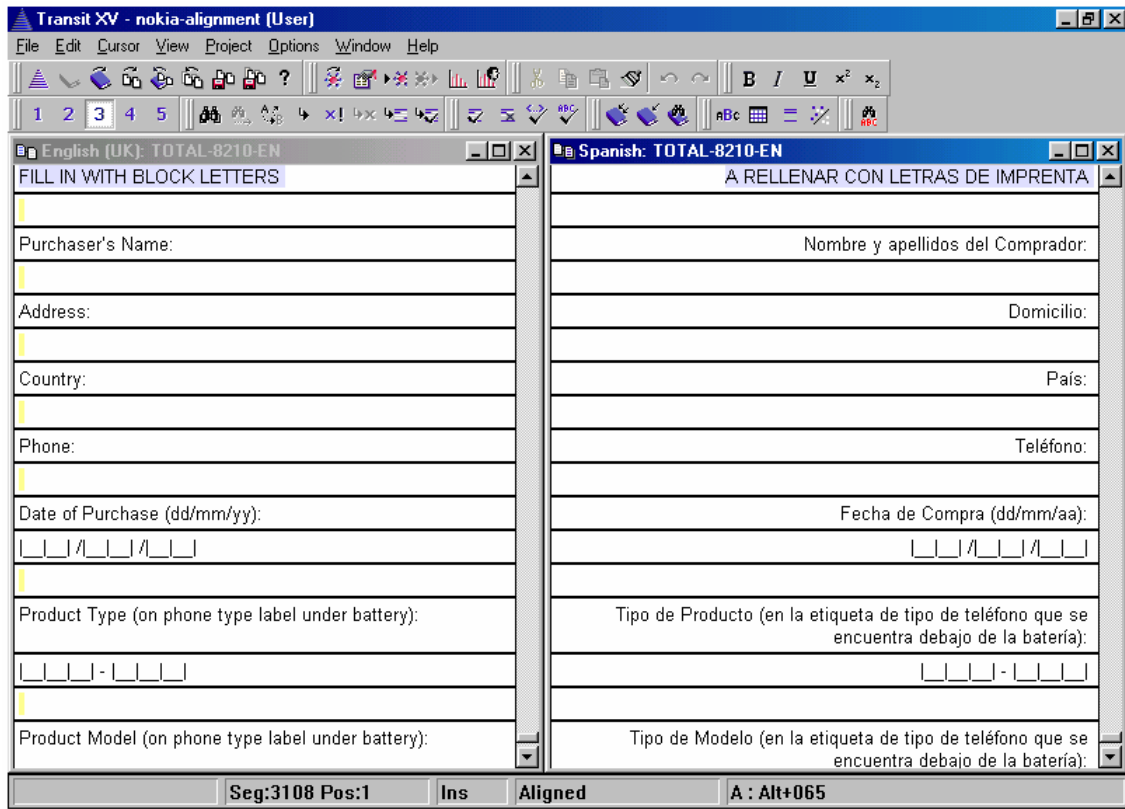 Transit XV - nokia-alignment (User)
File Edit Cursor View Project Options Window Help
B I U x² x₂
1 2 3 4 5
English (UK): TOTAL-8210-EN
FILL IN WITH BLOCK LETTERS
Purchaser's Name:
Address:
Country:
Phone:
Date of Purchase (dd/mm/yy):
|__|__| /|__|__| /|__|__|
Product Type (on phone type label under battery):
|__|__|__| - |__|__|__|
Product Model (on phone type label under battery):
Spanish: TOTAL-8210-EN
A RELLENAR CON LETRAS DE IMPRENTA
Nombre y apellidos del Comprador:
Domicilio:
País:
Teléfono:
Fecha de Compra (dd/mm/aa):
|__|__| /|__|__| /|__|__|
Tipo de Producto (en la etiqueta de tipo de teléfono que se
encuentra debajo de la batería):
|__|__|__| - |__|__|__|
Tipo de Modelo (en la etiqueta de tipo de teléfono que se
encuentra debajo de la batería):
Seg:3108 Pos:1 Ins Aligned A : Alt+065